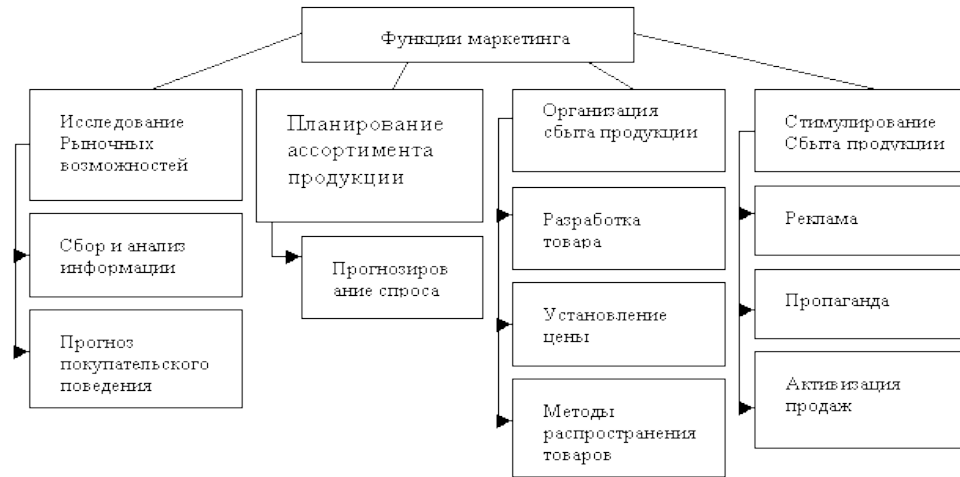 Функции маркетинга
Исследование
Рыночных
возможностей
Сбор и анализ
информации
Прогноз
покупательского
поведения
Планирование
ассортимента
продукции
Прогнозиров
ание спроса
Организация
сбыта продукции
Разработка
товара
Установление
цены
Методы
распространения
товаров
Стимулирование
Сбыта продукции
Реклама
Пропаганда
Активизация
продаж